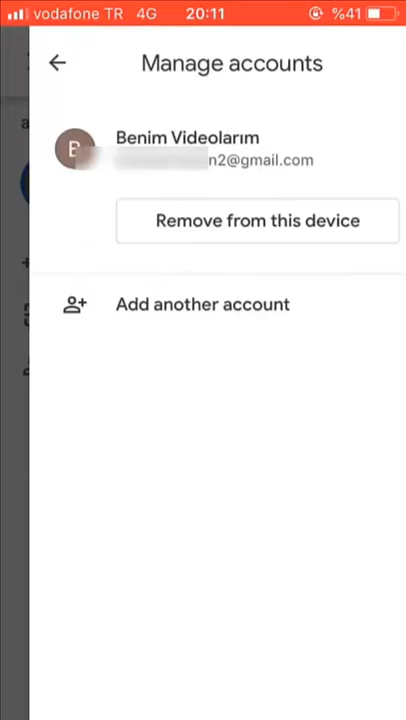 vodafone TR 4G 20:11 %41
Manage accounts
B
Benim Videolarım
n2@gmail.com
Remove from this device
Add another account